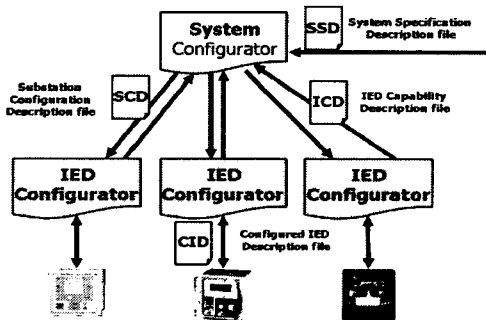 System
Configurator
SSD
System Specification
Description file
Substation
Configuration
Description file
SCD
ICD
IED Capability
Description file
IED
Configurator
IED
Configurator
IED
Configurator
CID
Configured IED
Description file